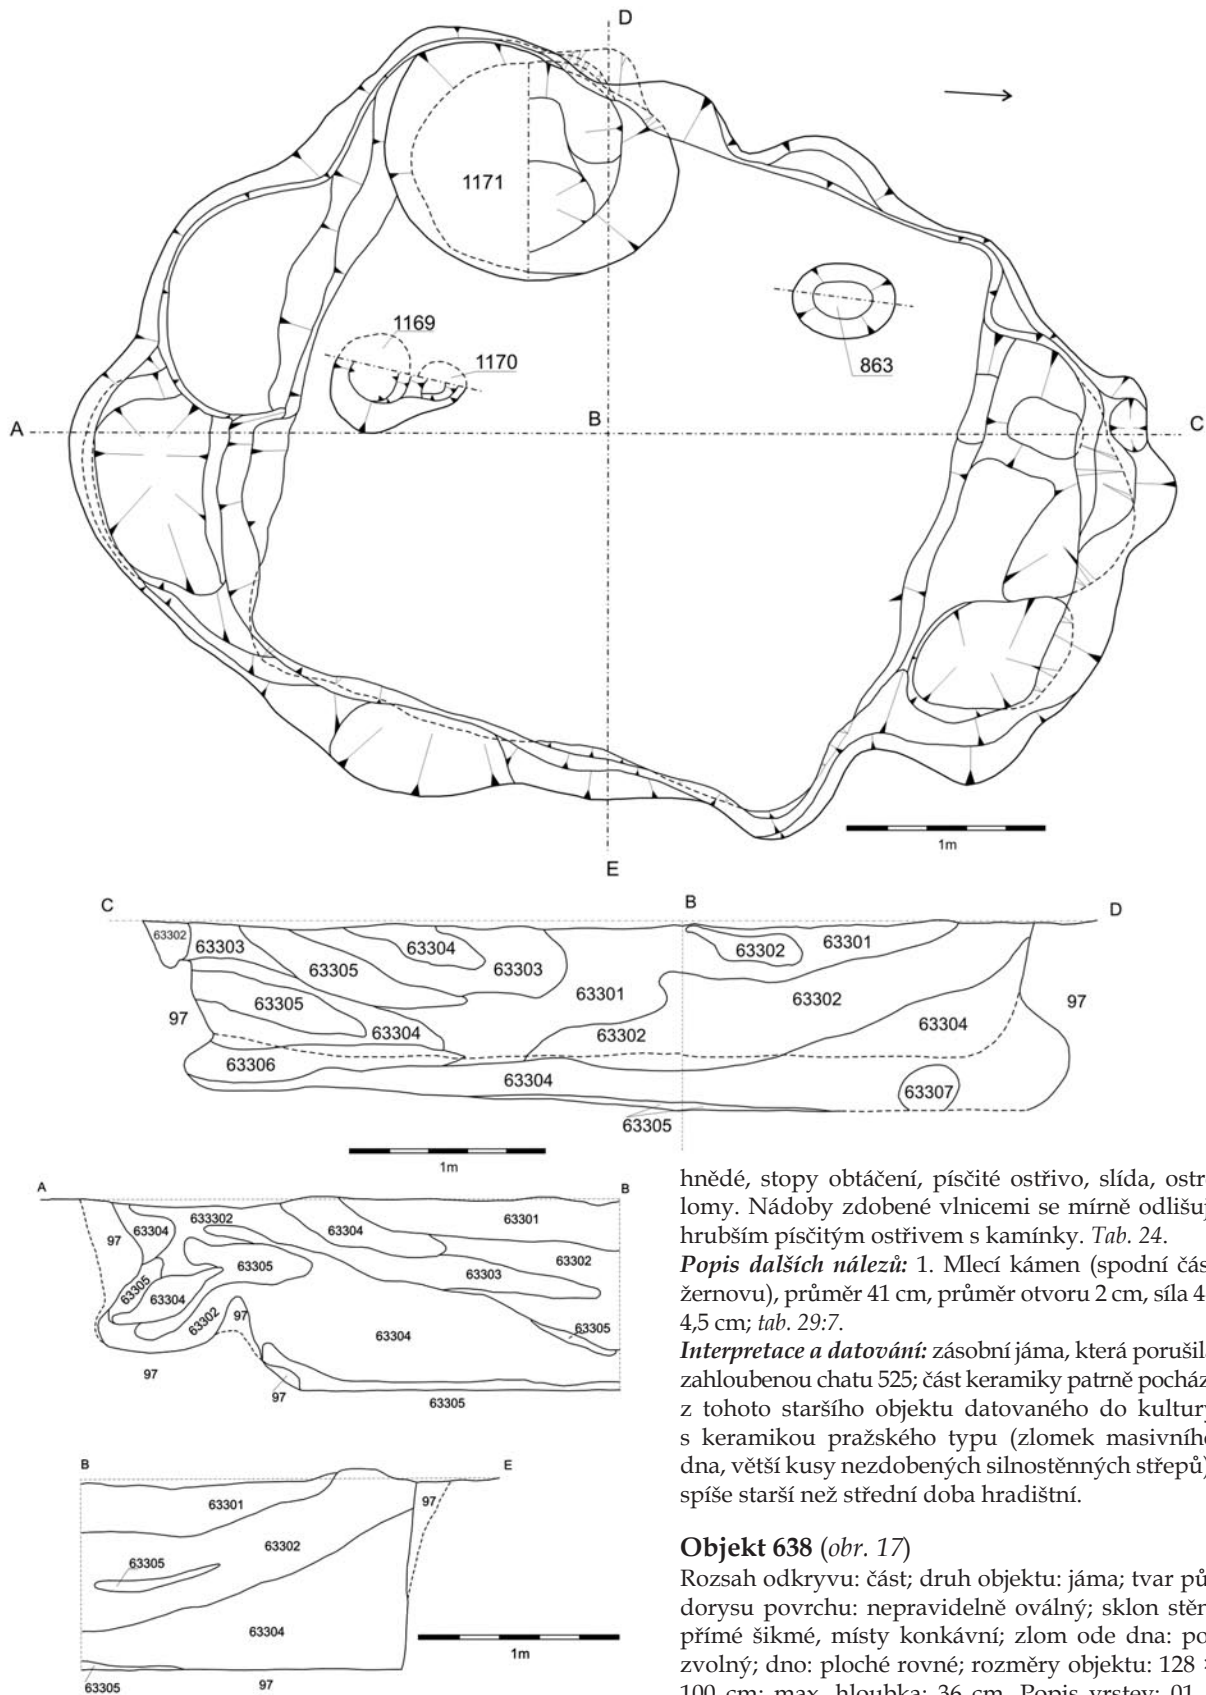 D
1171
1169
1170
863
A
B
C
1m
E
C
B
D
63302
63303
63304
63305
63303
63301
63302
63301
63305
63302
97
97
63304
63302
63304
63306
63304
63307
63305
1m
A
B
97
63304
633302
63304
63301
63302
63305
63303
63305
63304
63302
97
63304
63305
97
97
63305
B
E
63301
97
63302
63305
63304
1m
63305
97
hnědé, stopy obtáčení, písčité ostřivo, slída, ostr
lomy. Nádoby zdobené vlnicemi se mírně odlišuj
hrubším písčitým ostřivem s kamínky. Tab. 24.
Popis dalších nálezů: 1. Mlecí kámen (spodní čás
žernovu), průměr 41 cm, průměr otvoru 2 cm, síla 4
4,5 cm; tab. 29:7.
Interpretace a datování: zásobní jáma, která porušil
zahloubenou chatu 525; část keramiky patrně pocház
z tohoto staršího objektu datovaného do kultury
s keramikou pražského typu (zlomek masivního
dna, větší kusy nezdobených silnostěnných střepů)
spíše starší než střední doba hradištní.
Objekt 638 (obr. 17)
Rozsah odkryvu: část; druh objektu: jáma; tvar pů
dorysu povrchu: nepravidelně oválný; sklon stěn
přímé šikmé, místy konkávní; zlom ode dna: po
zvolný; dno: ploché rovné; rozměry objektu: 128 ×
100 cm; max. hloubka: 36 cm. Popis vrstev: 01